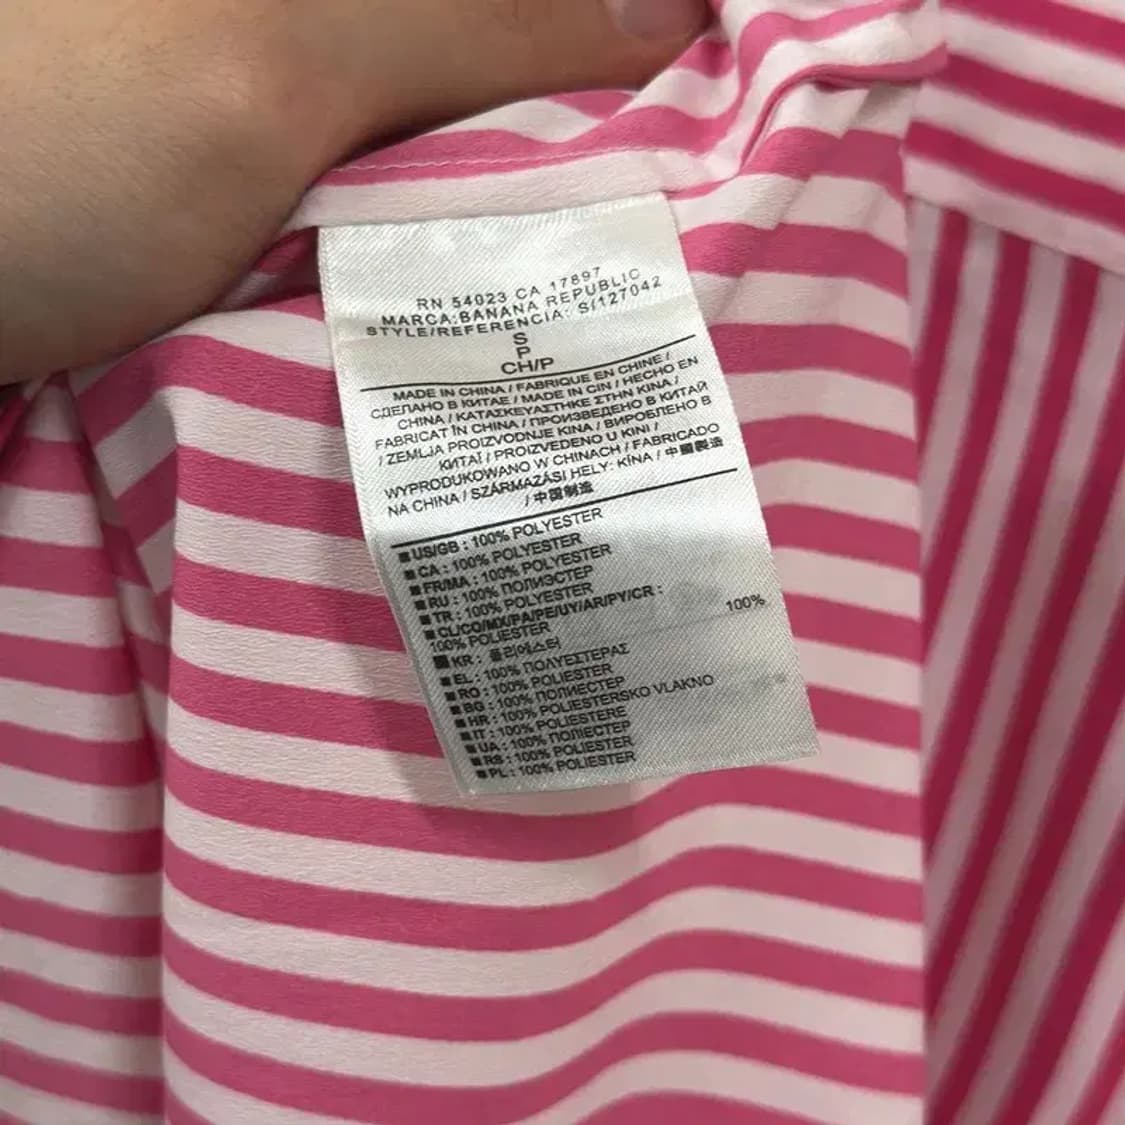 RN 54023 CA 17897
MARCA:BANANA REPUBLIC
STYLE/REFERENCIA: SI127042
S
P
CH/P
MADE IN CHINA / FABRIQUE EN CHINE /
СДЕЛАНО В КИТАЕ / MADE IN CIN / HECHO EN
CHINA / ΚΑΤΑΣΚΕΥΑΣΤΗΚΕ ΣΤΗΝ ΚΙΝΑ /
FABRICAT ÎN CHINA / ПРОИЗВЕДЕНО В КИТАЙ
/ ZEMLJA PROIZVODNJE KINA / ВИРОБЛЕНО В
КИТАЇ / PROIZVEDENO U KINI /
WYPRODUKOWANO W CHINACH / FABRICADO
NA CHINA / SZÁRMAZÁSI HELY: KÍNA / 中國製造
/ 中国制造
US/GB : 100% POLYESTER
CA : 100% POLYESTER
FR/MA : 100% POLYESTER
RU : 100% ПОЛИЭСТЕР
TR : 100% POLYESTER
CL/CO/MX/PA/PE/UY/AR/PY/CR : 100%
100% POLIESTER
KR : 폴리에스터
EL : 100% ΠΟΛΥΕΣΤΕΡΑΣ
RO : 100% POLIESTER
BG : 100% ПОЛИЕСТЕР
HR : 100% POLIESTERSKO VLAKNO
IT : 100% POLIESTERE
UA : 100% ПОЛІЕСТЕР
RS : 100% POLIESTER
PL : 100% POLIESTER